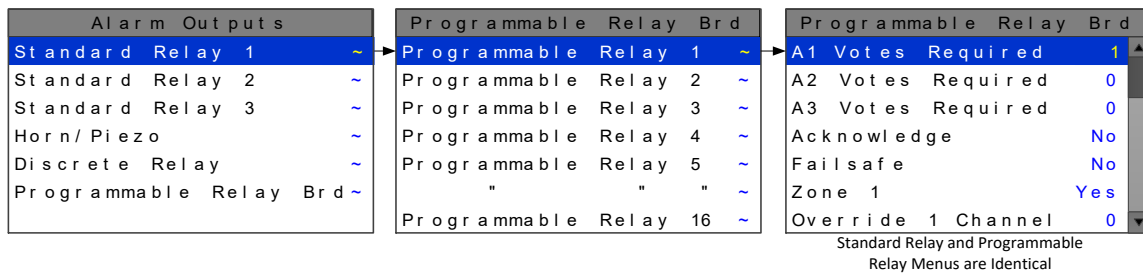 Alarm Outputs
Standard Relay 1 ~
Standard Relay 2 ~
Standard Relay 3 ~
Horn/Piezo ~
Discrete Relay ~
Programmable Relay Brd ~
Programmable Relay Brd
Programmable Relay 1 ~
Programmable Relay 2 ~
Programmable Relay 3 ~
Programmable Relay 4 ~
Programmable Relay 5 ~
" " " ~
Programmable Relay 16 ~
Programmable Relay Brd
A1 Votes Required 1
A2 Votes Required 0
A3 Votes Required 0
Acknowledge No
Failsafe No
Zone 1 Yes
Override 1 Channel 0
Standard Relay and Programmable
Relay Menus are Identical